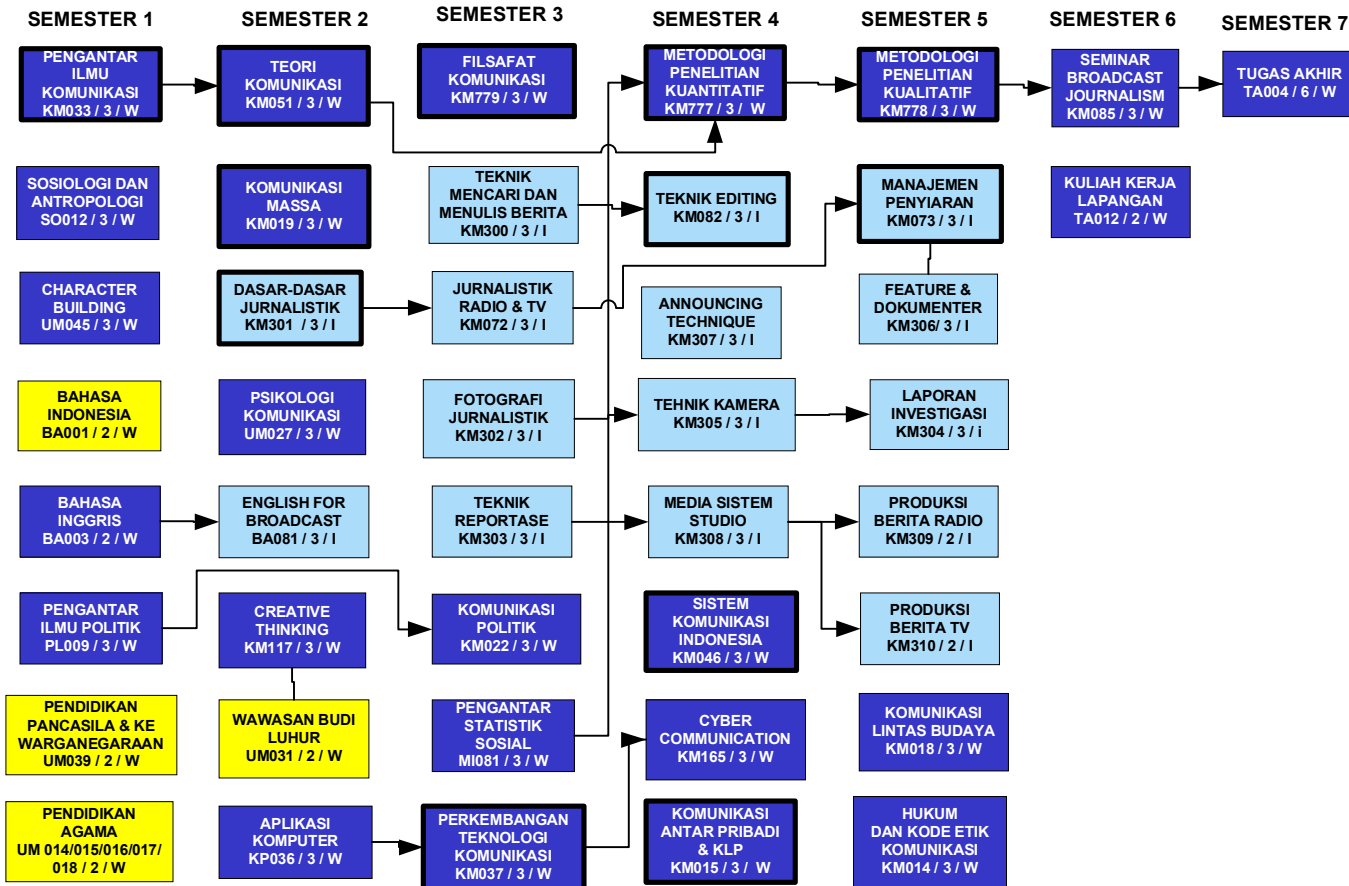 SEMESTER 1
PENGANTAR
ILMU
KOMUNIKASI
KM033 / 3 / W
SOSIOLOGI DAN
ANTROPOLOGI
SO012 / 3 / W
CHARACTER
BUILDING
UM045 / 3 / W
BAHASA
INDONESIA
BA001 / 2 / W
BAHASA
INGGRIS
BA003 / 2 / W
PENGANTAR
ILMU POLITIK
PL009 / 3 / W
PENDIDIKAN
PANCASILA & KE
WARGANEGARAAN
UM039 / 2 / W
PENDIDIKAN
AGAMA
UM 014/015/016/017/
018 / 2 / W
SEMESTER 2
TEORI
KOMUNIKASI
KM051 / 3 / W
KOMUNIKASI
MASSA
KM019 / 3 / W
DASAR-DASAR
JURNALISTIK
KM301 / 3 / I
PSIKOLOGI
KOMUNIKASI
UM027 / 3 / W
ENGLISH FOR
BROADCAST
BA081 / 3 / I
CREATIVE
THINKING
KM117 / 3 / W
WAWASAN BUDI
LUHUR
UM031 / 2 / W
APLIKASI
KOMPUTER
KP036 / 3 / W
SEMESTER 3
FILSAFAT
KOMUNIKASI
KM779 / 3 / W
TEKNIK
MENCARI DAN
MENULIS BERITA
KM300 / 3 / I
JURNALISTIK
RADIO & TV
KM072 / 3 / I
FOTOGRAFI
JURNALISTIK
KM302 / 3 / I
TEKNIK
REPORTASE
KM303 / 3 / I
KOMUNIKASI
POLITIK
KM022 / 3 / W
PENGANTAR
STATISTIK
SOSIAL
MI081 / 3 / W
PERKEMBANGAN
TEKNOLOGI
KOMUNIKASI
KM037 / 3 / W
SEMESTER 4
METODOLOGI
PENELITIAN
KUANTITATIF
KM777 / 3 / W
TEKNIK EDITING
KM082 / 3 / I
ANNOUNCING
TECHNIQUE
KM307 / 3 / I
TEHNIK KAMERA
KM305 / 3 / I
MEDIA SISTEM
STUDIO
KM308 / 3 / I
SISTEM
KOMUNIKASI
INDONESIA
KM046 / 3 / W
CYBER
COMMUNICATION
KM165 / 3 / W
KOMUNIKASI
ANTAR PRIBADI
& KLP
KM015 / 3 / W
SEMESTER 5
METODOLOGI
PENELITIAN
KUALITATIF
KM778 / 3 / W
MANAJEMEN
PENYIARAN
KM073 / 3 / I
FEATURE &
DOKUMENTER
KM306/ 3 / I
LAPORAN
INVESTIGASI
KM304 / 3 / i
PRODUKSI
BERITA RADIO
KM309 / 2 / I
PRODUKSI
BERITA TV
KM310 / 2 / I
KOMUNIKASI
LINTAS BUDAYA
KM018 / 3 / W
HUKUM
DAN KODE ETIK
KOMUNIKASI
KM014 / 3 / W
SEMESTER 6
SEMINAR
BROADCAST
JOURNALISM
KM085 / 3 / W
KULIAH KERJA
LAPANGAN
TA012 / 2 / W
SEMESTER 7
TUGAS AKHIR
TA004 / 6 / W